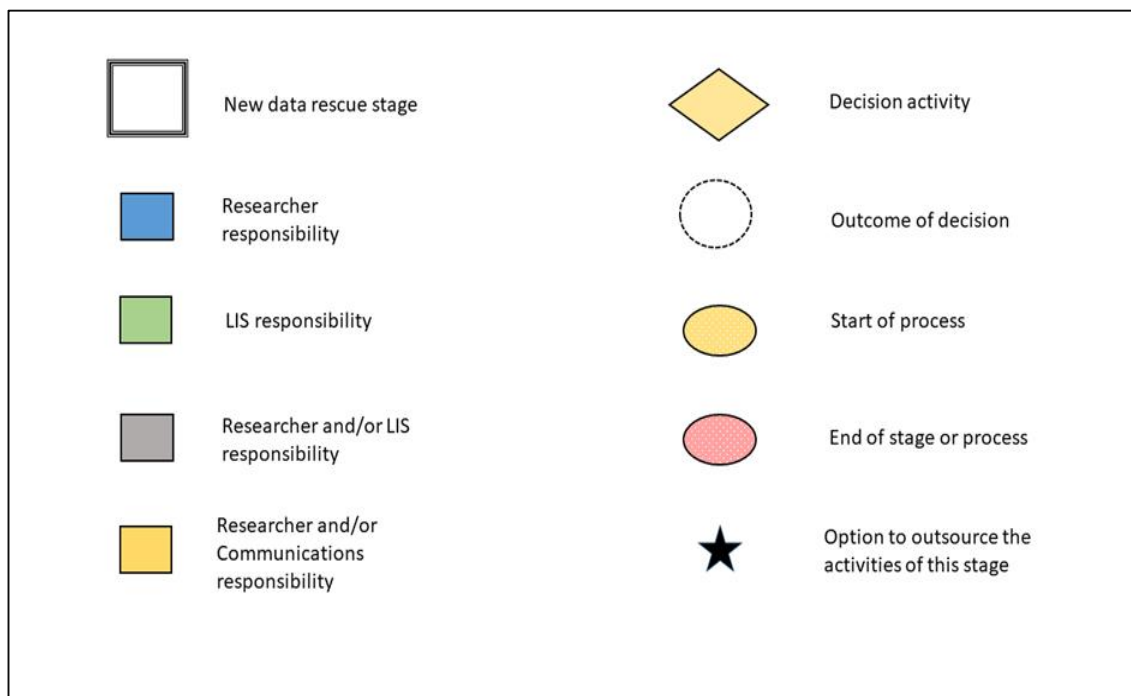 New data rescue stage
Researcher
responsibility
LIS responsibility
Researcher and/or LIS
responsibility
Researcher and/or
Communications
responsibility
Decision activity
Outcome of decision
Start of process
End of stage or process
Option to outsource the
activities of this stage